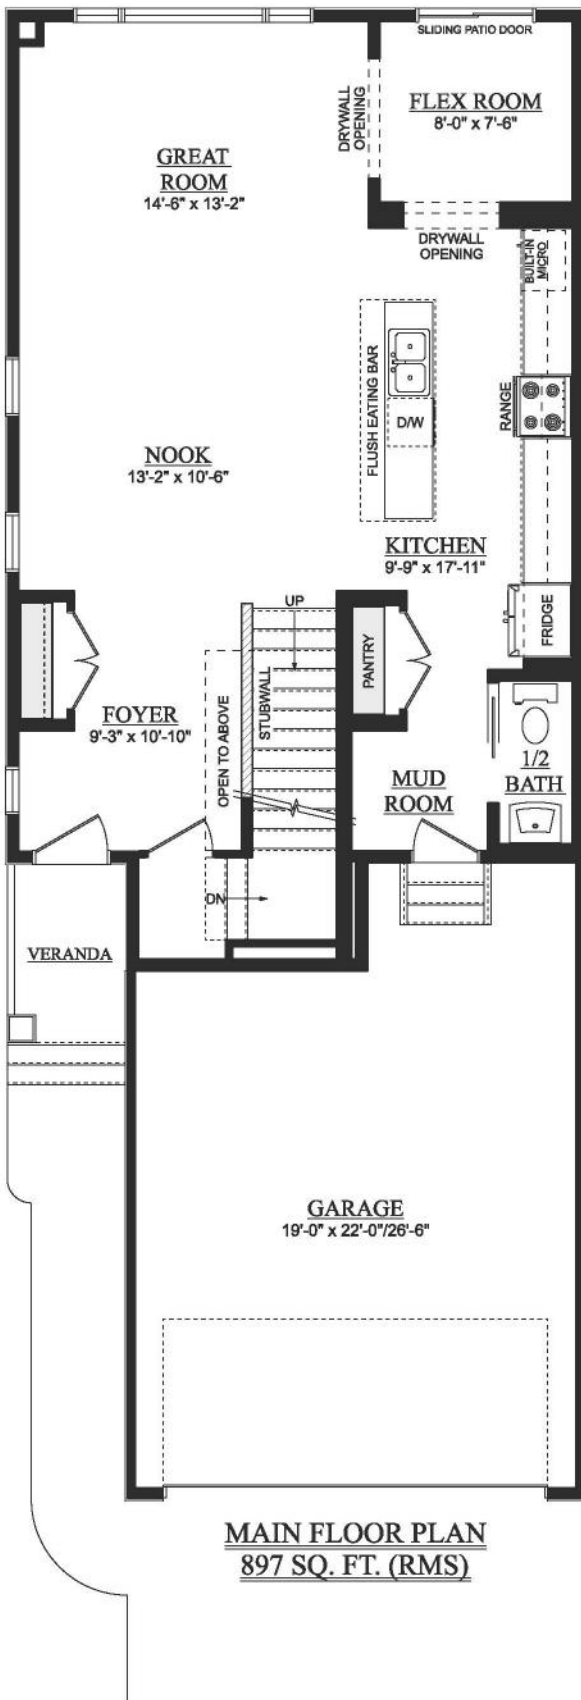 SLIDING PATIO DOOR
FLEX ROOM
8'-0" x 7'-6"
DRYWALL
OPENING
GREAT
ROOM
14'-6" x 13'-2"
DRYWALL
OPENING
BUILT-IN
MICRO
FLUSH EATING BAR
D/W
RANGE
NOOK
13'-2" x 10'-6"
KITCHEN
9'-9" x 17'-11"
FRIDGE
UP
PANTRY
STUBWALL
OPEN TO ABOVE
FOYER
9'-3" x 10'-10"
1/2
BATH
MUD
ROOM
DN
VERANDA
GARAGE
19'-0" x 22'-0"/26'-6"
MAIN FLOOR PLAN
897 SQ. FT. (RMS)